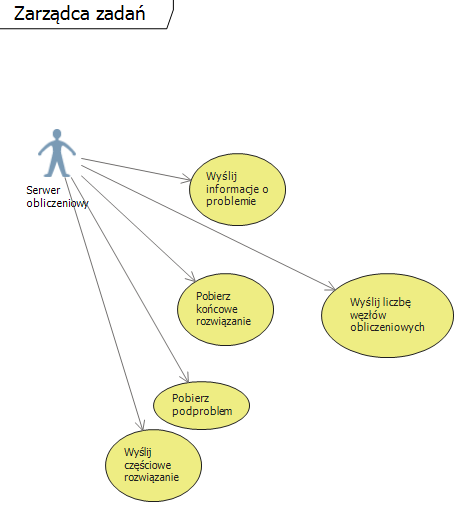 Zarządca zadań
Serwer
obliczeniowy
Wyślij
informacje o
problemie
Pobierz
końcowe
rozwiązanie
Wyślij liczbę
węzłów
obliczeniowych
Pobierz
podproblem
Wyślij
częściowe
rozwiązanie